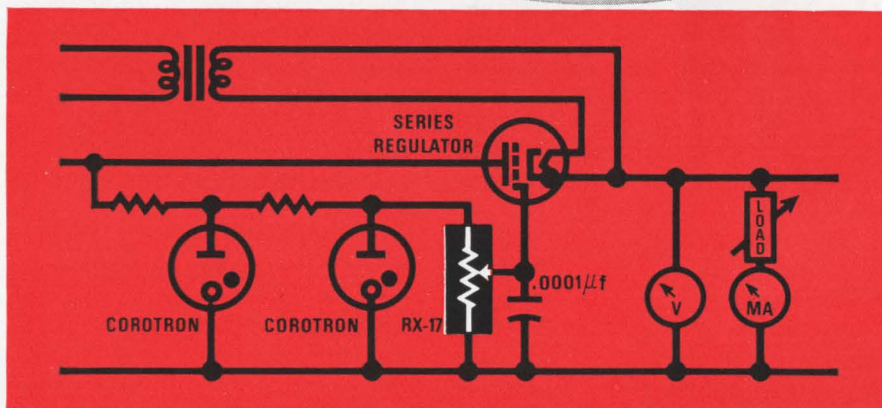 SERIES
REGULATOR
COROTRON
COROTRON
RX-17
.0001µf
V
LOAD
MA